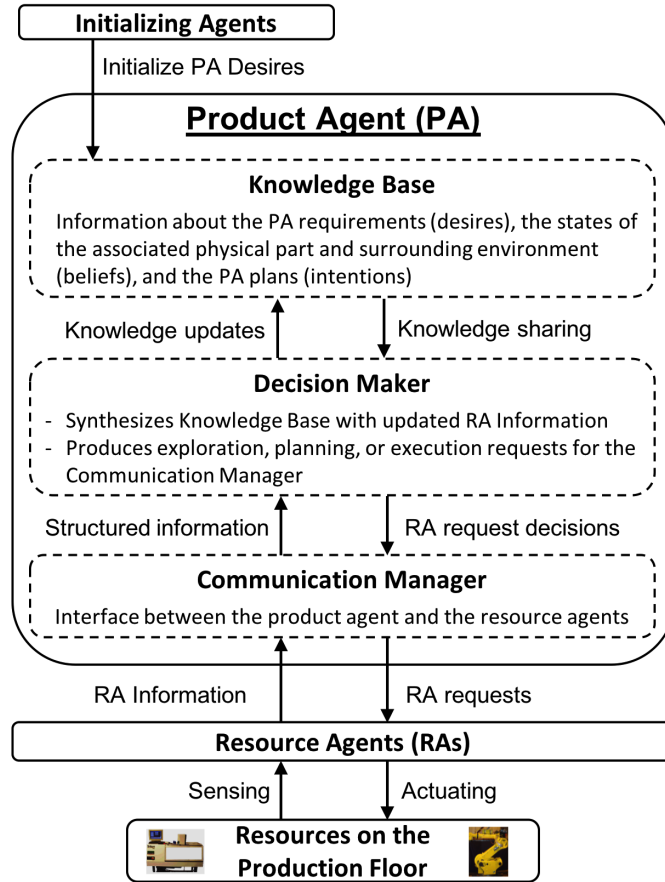 Initializing Agents
Initialize PA Desires
Product Agent (PA)
Knowledge Base
Information about the PA requirements (desires), the states of
the associated physical part and surrounding environment
(beliefs), and the PA plans (intentions)
Knowledge updates
Knowledge sharing
Decision Maker
- Synthesizes Knowledge Base with updated RA Information
- Produces exploration, planning, or execution requests for the
Communication Manager
Structured information
RA request decisions
Communication Manager
Interface between the product agent and the resource agents
RA Information
RA requests
Resource Agents (RAs)
Sensing
Actuating
Resources on the
Production Floor